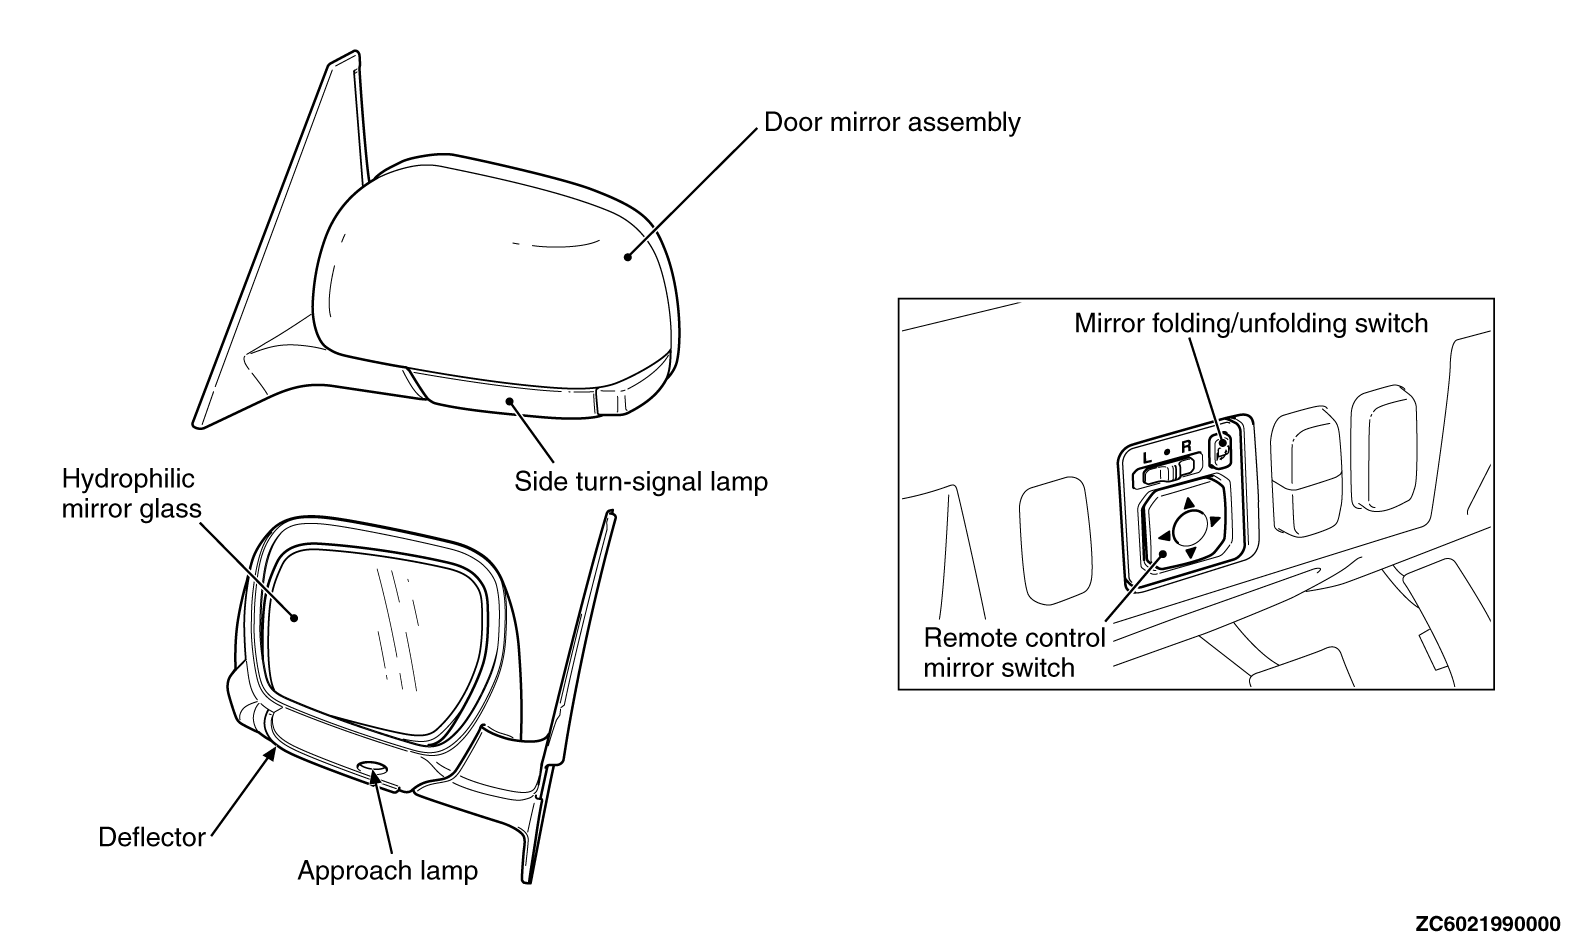 Door mirror assembly
Side turn-signal lamp
Hydrophilic
mirror glass
Deflector
Approach lamp
Mirror folding/unfolding switch
L • R
Remote control
mirror switch
ZC6021990000